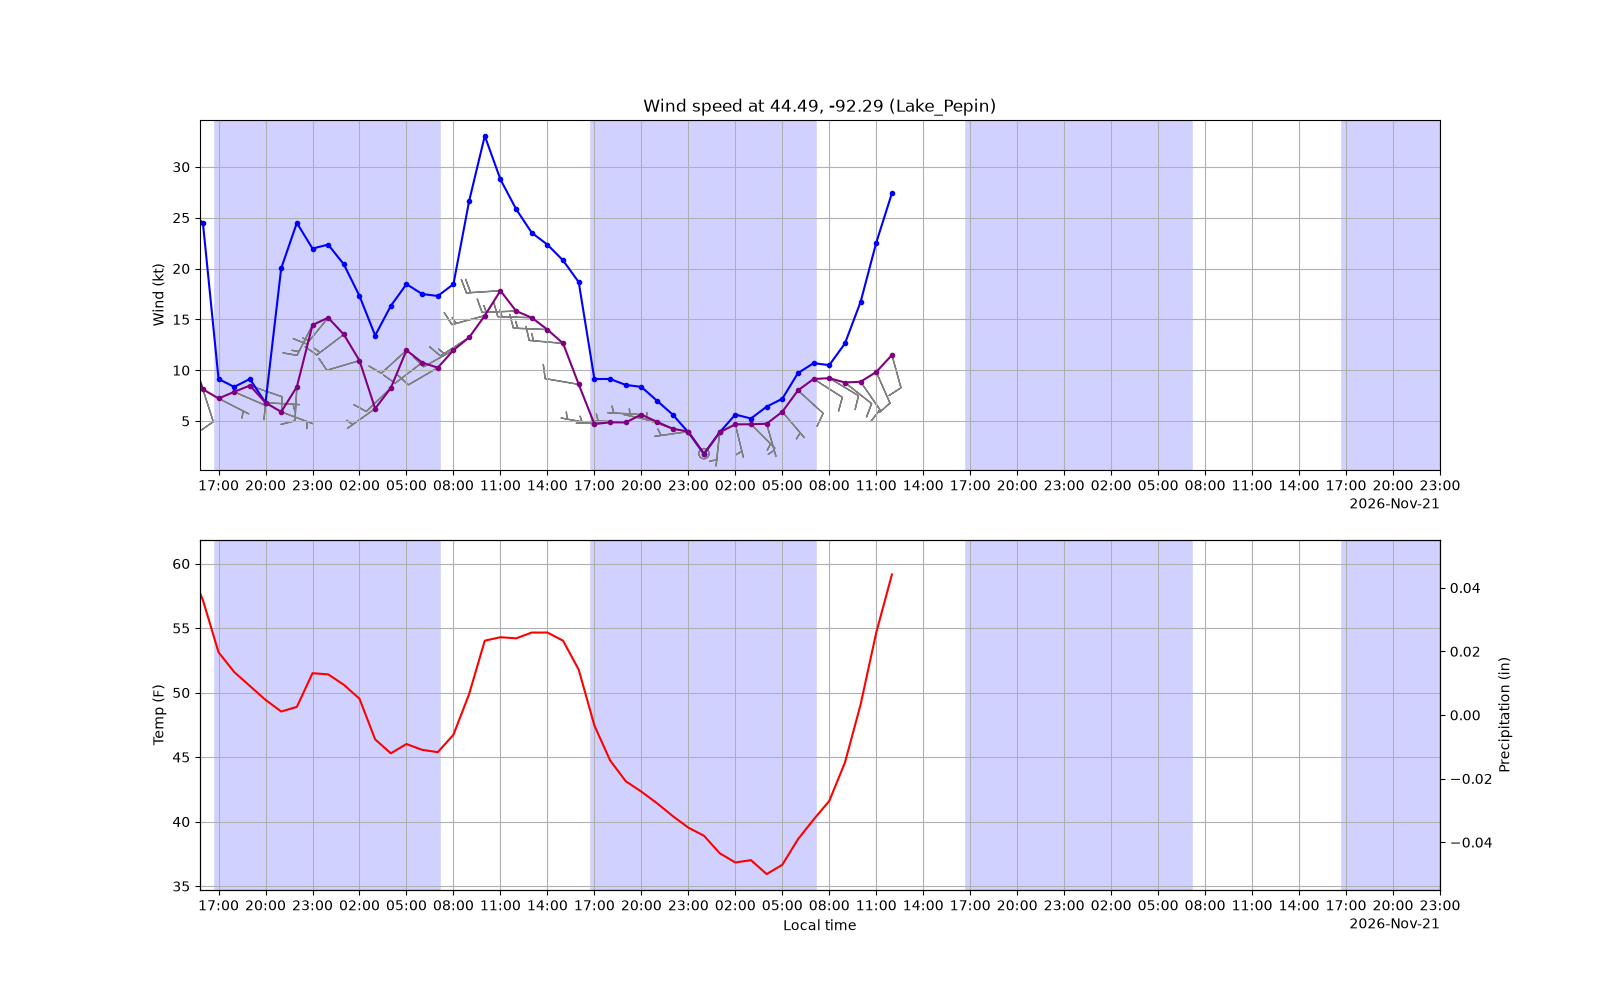 Wind speed at 44.49, -92.29 (Lake_Pepin)
Wind (kt)
30
25
20
15
10
5
17:00 20:00 23:00 02:00 05:00 08:00 11:00 14:00 17:00 20:00 23:00 02:00 05:00 08:00 11:00 14:00 17:00 20:00 23:00 02:00 05:00 08:00 11:00 14:00 17:00 20:00 23:00
2026-Nov-21
Temp (F)
60
55
50
45
40
35
0.04
0.02
0.00
−0.02
−0.04
Precipitation (in)
17:00 20:00 23:00 02:00 05:00 08:00 11:00 14:00 17:00 20:00 23:00 02:00 05:00 08:00 11:00 14:00 17:00 20:00 23:00 02:00 05:00 08:00 11:00 14:00 17:00 20:00 23:00
Local time
2026-Nov-21